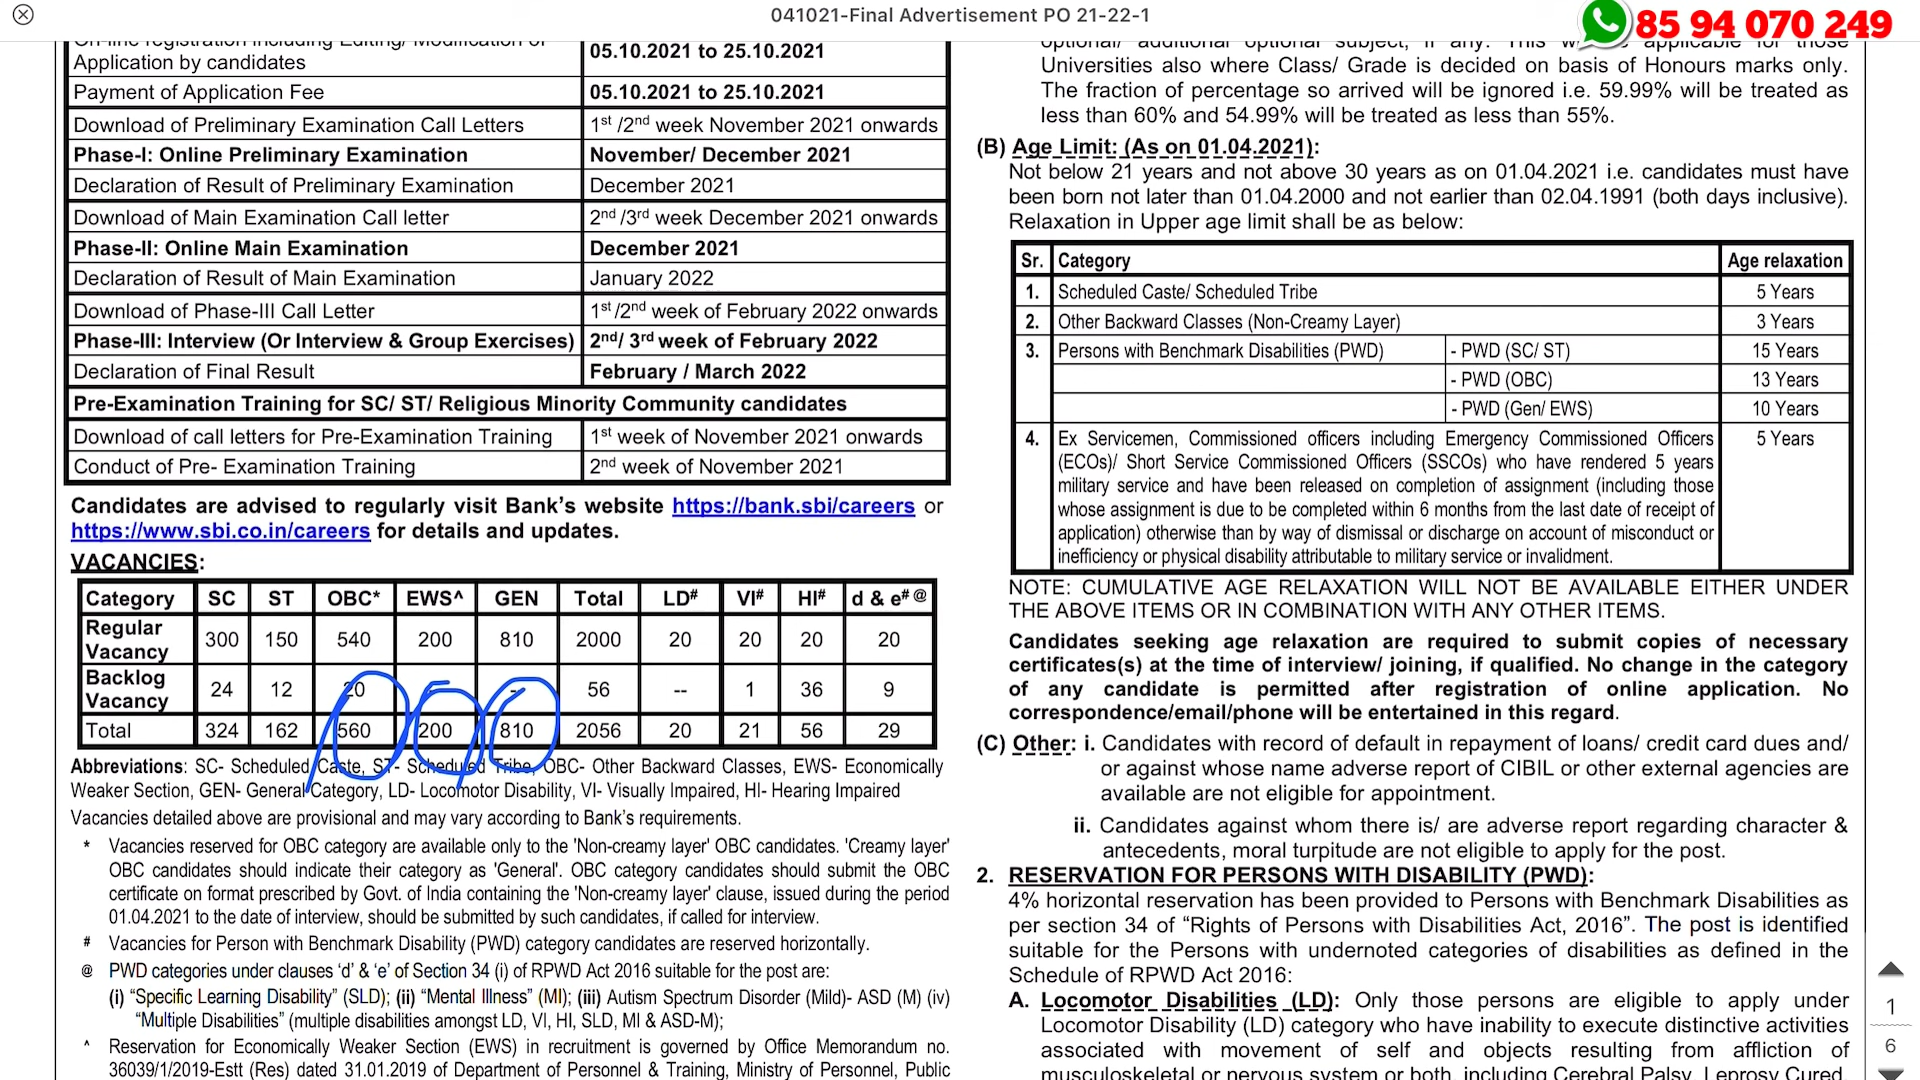 041021-Final Advertisement PO 21-22-1
85 94 070 249
On-line registration including Editing/ Modification of
Application by candidates
05.10.2021 to 25.10.2021
Payment of Application Fee 05.10.2021 to 25.10.2021
Download of Preliminary Examination Call Letters 1st /2nd week November 2021 onwards
Phase-I: Online Preliminary Examination November/ December 2021
Declaration of Result of Preliminary Examination December 2021
Download of Main Examination Call letter 2nd /3rd week December 2021 onwards
Phase-II: Online Main Examination December 2021
Declaration of Result of Main Examination January 2022
Download of Phase-III Call Letter 1st /2nd week of February 2022 onwards
Phase-III: Interview (Or Interview & Group Exercises) 2nd/ 3rd week of February 2022
Declaration of Final Result February / March 2022
Pre-Examination Training for SC/ ST/ Religious Minority Community candidates
Download of call letters for Pre-Examination Training 1st week of November 2021 onwards
Conduct of Pre- Examination Training 2nd week of November 2021
Candidates are advised to regularly visit Bank's website https://bank.sbi/careers or
https://www.sbi.co.in/careers for details and updates.
VACANCIES:
Category SC ST OBC* EWS^ GEN Total LD# VI# HI# d & e# @
Regular Vacancy 300 150 540 200 810 2000 20 20 20 20
Backlog Vacancy 24 12 20 - - 56 -- 1 36 9
Total 324 162 560 200 810 2056 20 21 56 29
Abbreviations: SC- Scheduled Caste, ST- Scheduled Tribe, OBC- Other Backward Classes, EWS- Economically
Weaker Section, GEN- General Category, LD- Locomotor Disability, VI- Visually Impaired, HI- Hearing Impaired
Vacancies detailed above are provisional and may vary according to Bank's requirements.
* Vacancies reserved for OBC category are available only to the 'Non-creamy layer' OBC candidates. 'Creamy layer'
OBC candidates should indicate their category as 'General'. OBC category candidates should submit the OBC
certificate on format prescribed by Govt. of India containing the 'Non-creamy layer' clause, issued during the period
01.04.2021 to the date of interview, should be submitted by such candidates, if called for interview.
# Vacancies for Person with Benchmark Disability (PWD) category candidates are reserved horizontally.
@ PWD categories under clauses 'd' & 'e' of Section 34 (i) of RPWD Act 2016 suitable for the post are:
(i) "Specific Learning Disability" (SLD); (ii) "Mental Illness" (MI); (iii) Autism Spectrum Disorder (Mild)- ASD (M) (iv)
"Multiple Disabilities" (multiple disabilities amongst LD, VI, HI, SLD, MI & ASD-M);
^ Reservation for Economically Weaker Section (EWS) in recruitment is governed by Office Memorandum no.
36039/1/2019-Estt (Res) dated 31.01.2019 of Department of Personnel & Training, Ministry of Personnel, Public
optional/ additional optional subject, if any. This applicable for those
Universities also where Class/ Grade is decided on basis of Honours marks only.
The fraction of percentage so arrived will be ignored i.e. 59.99% will be treated as
less than 60% and 54.99% will be treated as less than 55%.
(B) Age Limit: (As on 01.04.2021):
Not below 21 years and not above 30 years as on 01.04.2021 i.e. candidates must have
been born not later than 01.04.2000 and not earlier than 02.04.1991 (both days inclusive).
Relaxation in Upper age limit shall be as below:
Sr. Category Age relaxation
1. Scheduled Caste/ Scheduled Tribe 5 Years
2. Other Backward Classes (Non-Creamy Layer) 3 Years
3. Persons with Benchmark Disabilities (PWD) - PWD (SC/ ST) 15 Years
- PWD (OBC) 13 Years
- PWD (Gen/ EWS) 10 Years
4. Ex Servicemen, Commissioned officers including Emergency Commissioned Officers 5 Years
(ECOs)/ Short Service Commissioned Officers (SSCOs) who have rendered 5 years
military service and have been released on completion of assignment (including those
whose assignment is due to be completed within 6 months from the last date of receipt of
application) otherwise than by way of dismissal or discharge on account of misconduct or
inefficiency or physical disability attributable to military service or invalidment.
NOTE: CUMULATIVE AGE RELAXATION WILL NOT BE AVAILABLE EITHER UNDER
THE ABOVE ITEMS OR IN COMBINATION WITH ANY OTHER ITEMS.
Candidates seeking age relaxation are required to submit copies of necessary
certificates(s) at the time of interview/ joining, if qualified. No change in the category
of any candidate is permitted after registration of online application. No
correspondence/email/phone will be entertained in this regard.
(C) Other: i. Candidates with record of default in repayment of loans/ credit card dues and/
or against whose name adverse report of CIBIL or other external agencies are
available are not eligible for appointment.
ii. Candidates against whom there is/ are adverse report regarding character &
antecedents, moral turpitude are not eligible to apply for the post.
2. RESERVATION FOR PERSONS WITH DISABILITY (PWD):
4% horizontal reservation has been provided to Persons with Benchmark Disabilities as
per section 34 of "Rights of Persons with Disabilities Act, 2016". The post is identified
suitable for the Persons with undernoted categories of disabilities as defined in the
Schedule of RPWD Act 2016:
A. Locomotor Disabilities (LD): Only those persons are eligible to apply under
Locomotor Disability (LD) category who have inability to execute distinctive activities
associated with movement of self and objects resulting from affliction of
musculoskeletal or nervous system or both, including Cerebral Palsy, Leprosy Cured,
1
6